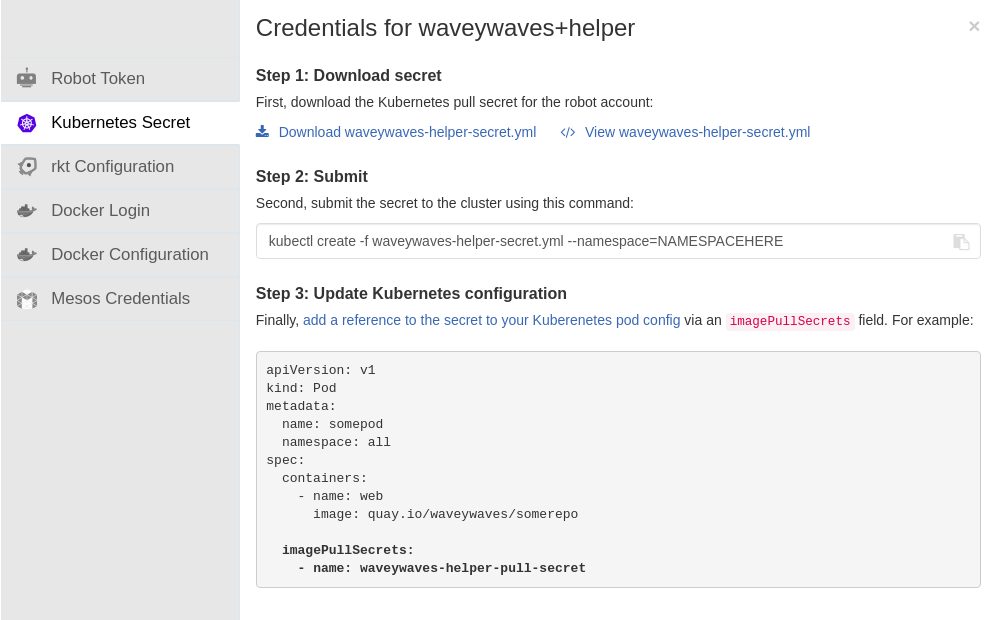 Credentials for waveywaves+helper
×
Robot Token
Kubernetes Secret
rkt Configuration
Docker Login
Docker Configuration
Mesos Credentials
Step 1: Download secret
First, download the Kubernetes pull secret for the robot account:
Download waveywaves-helper-secret.yml </> View waveywaves-helper-secret.yml
Step 2: Submit
Second, submit the secret to the cluster using this command:
kubectl create -f waveywaves-helper-secret.yml --namespace=NAMESPACEHERE
Step 3: Update Kubernetes configuration
Finally, add a reference to the secret to your Kuberenetes pod config via an imagePullSecrets field. For example:
apiVersion: v1
kind: Pod
metadata:
  name: somepod
  namespace: all
spec:
  containers:
    - name: web
      image: quay.io/waveywaves/somerepo

  imagePullSecrets:
    - name: waveywaves-helper-pull-secret